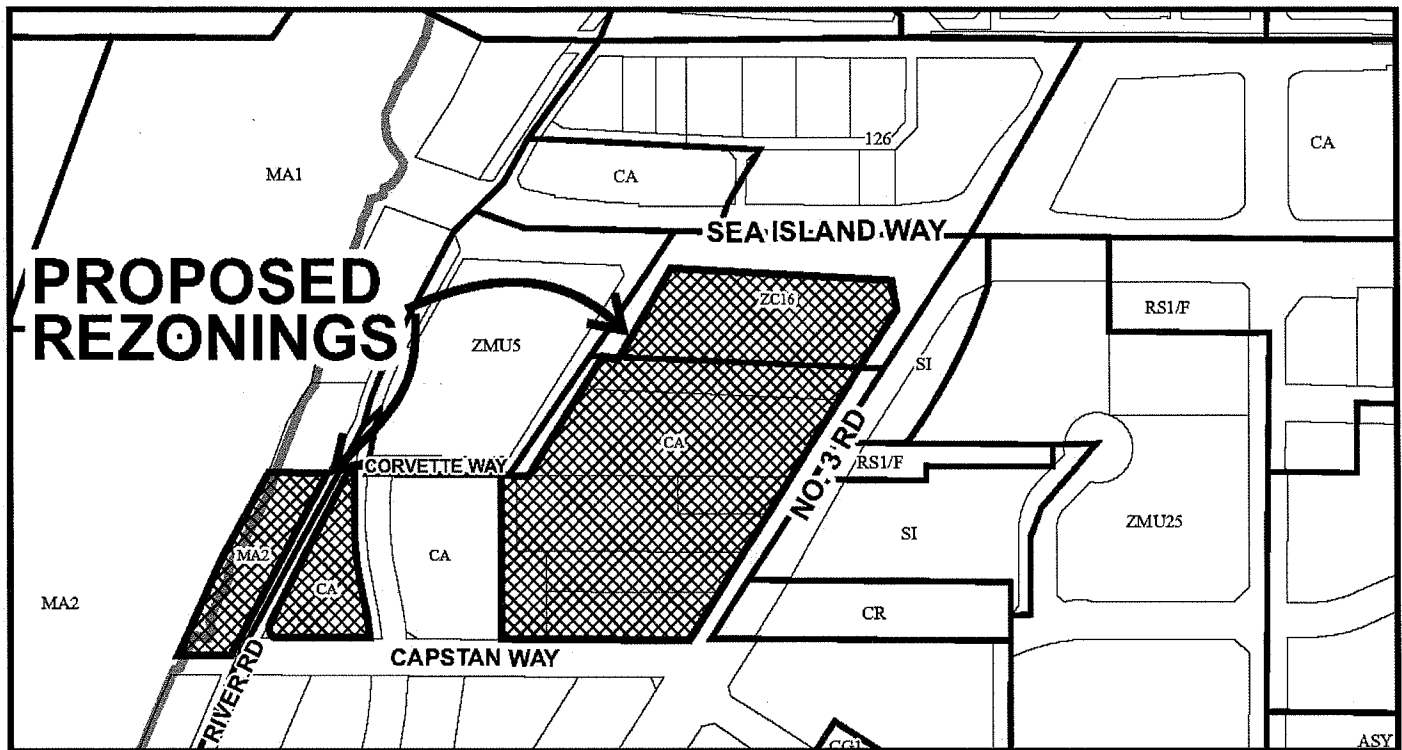 126
CA
CA
MA1
SEA ISLAND WAY
PROPOSED
REZONINGS
ZC16
RS1/F
ZMU5
SI
CA
NO. 3 RD
CORVETTE WAY
RS1/F
ZMU25
SI
MA2
CA
CA
MA2
CR
CAPSTAN WAY
RIVER RD
CG1
ASY